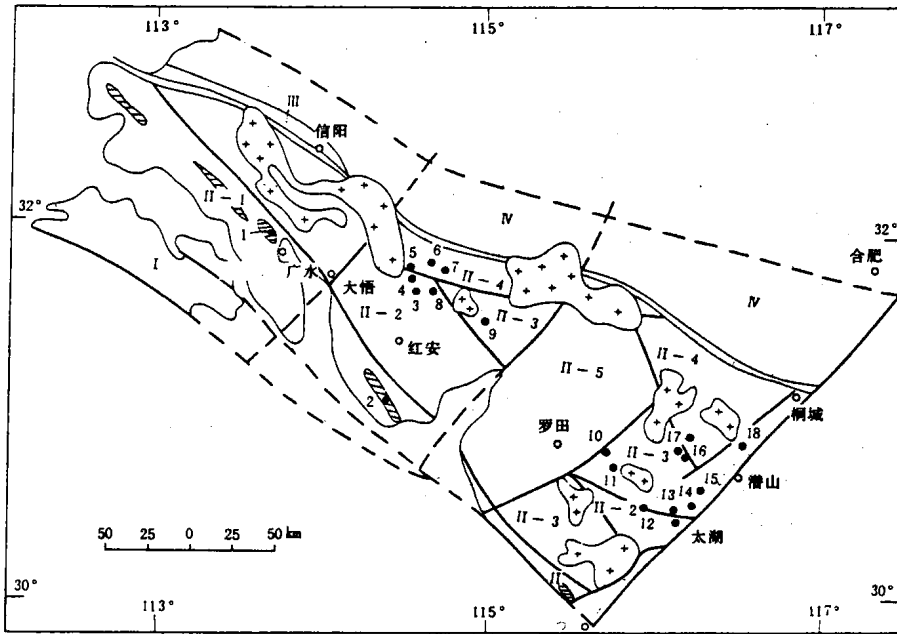 113°
115°
117°
III
信阳
32°
II-1
IV
32°
合肥
1
5
6
7
I
广水
II-4
IV
大悟
4
3
8
II-2
II-3
9
红安
II-4
II-5
2
桐城
罗田
17
18
10
II-3
16
11
15
潜山
13
14
II-2
50 25 0 25 50 km
II-3
12
太湖
30°
II
30°
113°
115°
117°